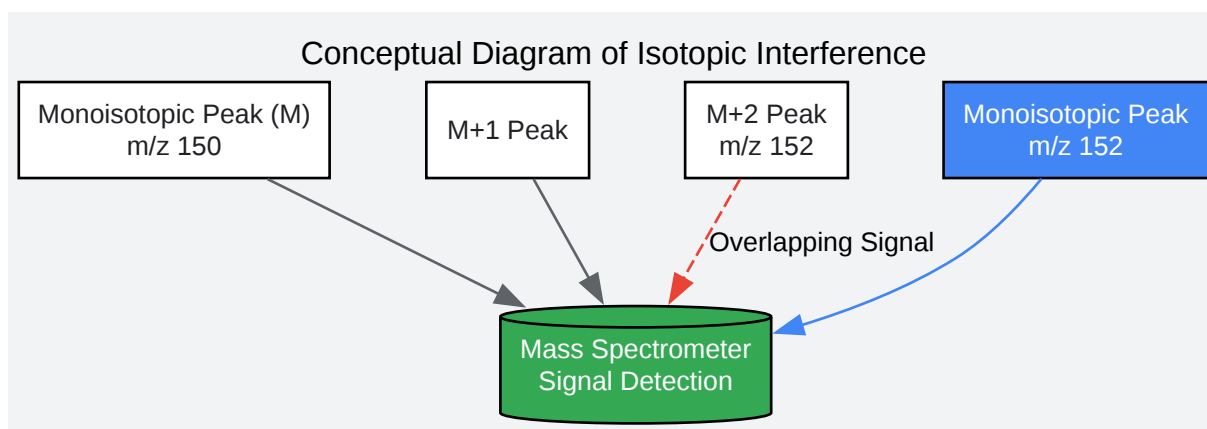 Conceptual Diagram of Isotopic Interference
Monoisotopic Peak (M)
m/z 150
M+1 Peak
M+2 Peak
m/z 152
Monoisotopic Peak
m/z 152
Overlapping Signal
Mass Spectrometer
Signal Detection